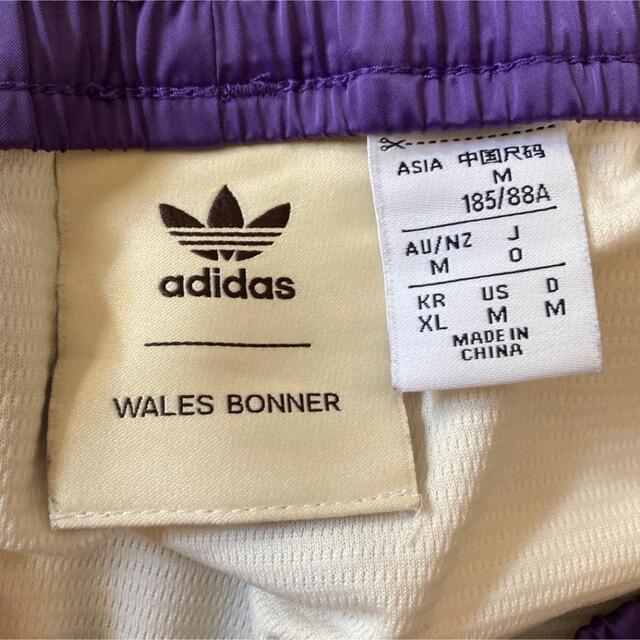 adidas
WALES BONNER
ASIA 中国尺码
M
185/88A
AU/NZ J
M O
KR US D
XL M M
MADE IN
CHINA